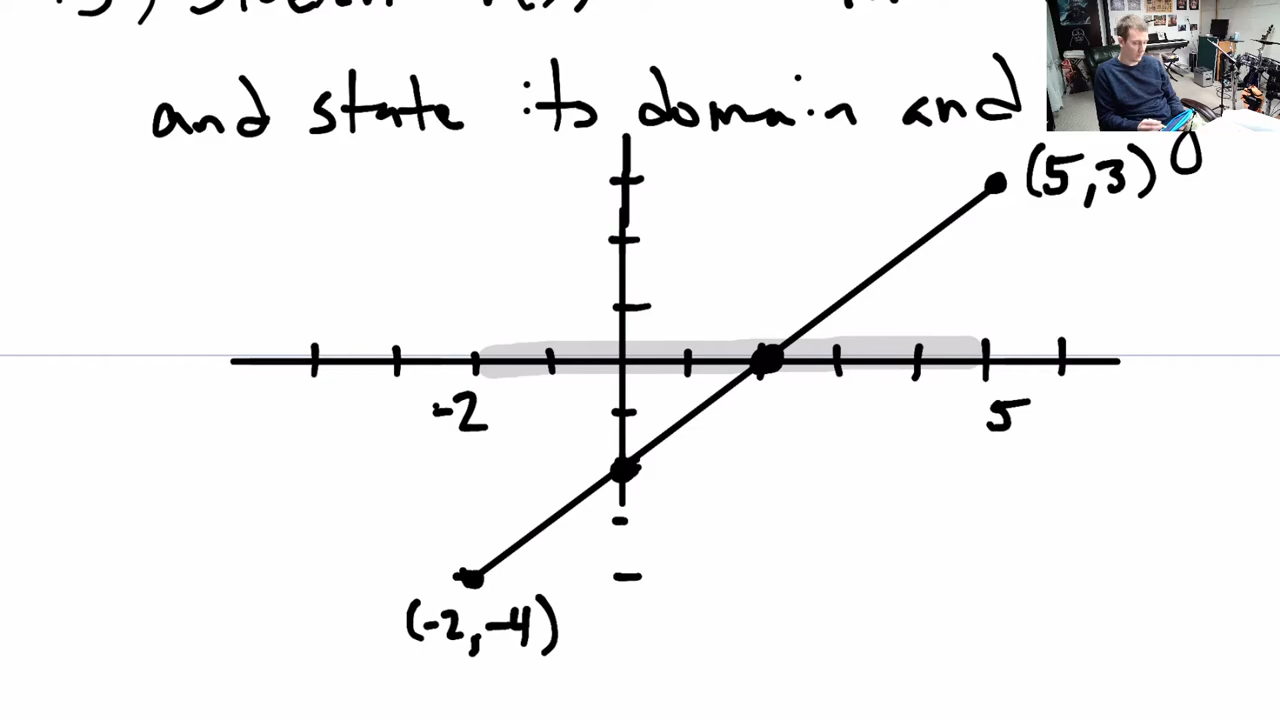 and state its domain and
(5,3)
-2
5
(-2,-4)